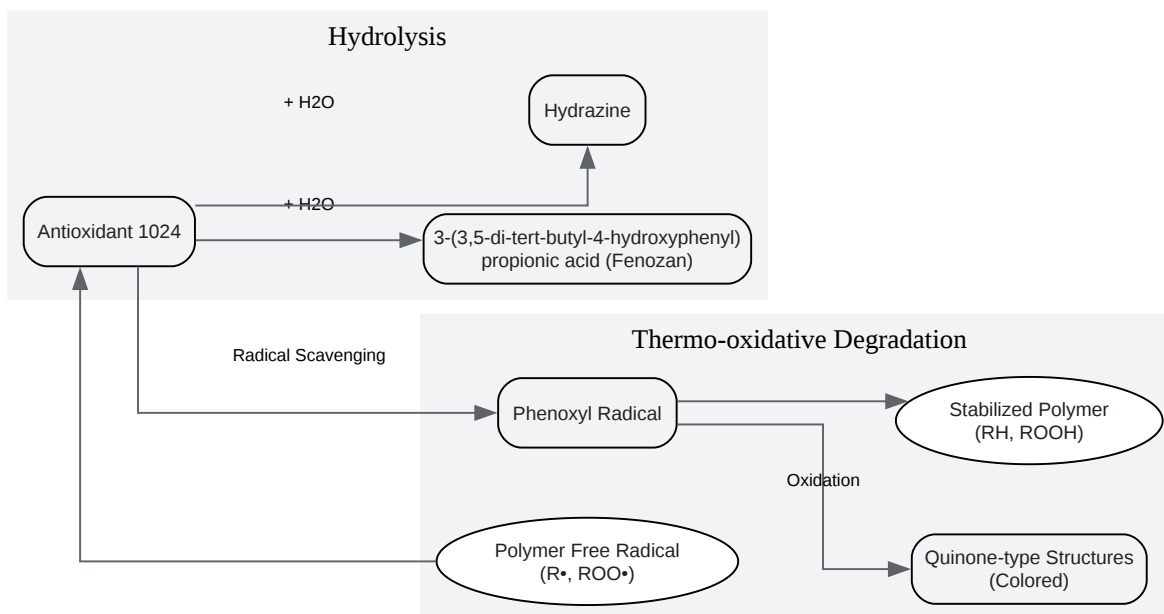 Hydrolysis
+ H2O
Hydrazine
+ H2O
Antioxidant 1024
3-(3,5-di-tert-butyl-4-hydroxyphenyl)
propionic acid (Fenozan)
Thermo-oxidative Degradation
Radical Scavenging
Phenoxyl Radical
Stabilized Polymer
(RH, ROOH)
Oxidation
Polymer Free Radical
(R•, ROO•)
Quinone-type Structures
(Colored)